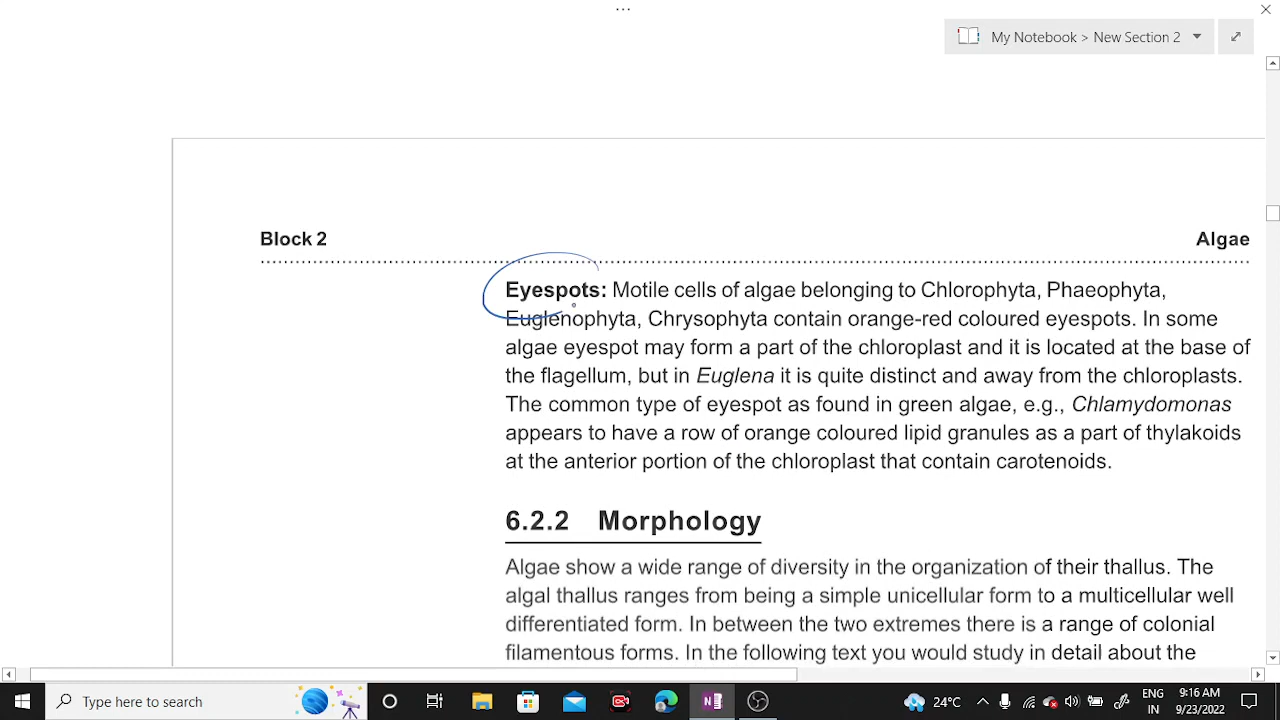 ...
My Notebook > New Section 2
Block 2 Algae
Eyespots: Motile cells of algae belonging to Chlorophyta, Phaeophyta,
Euglenophyta, Chrysophyta contain orange-red coloured eyespots. In some
algae eyespot may form a part of the chloroplast and it is located at the base of
the flagellum, but in Euglena it is quite distinct and away from the chloroplasts.
The common type of eyespot as found in green algae, e.g., Chlamydomonas
appears to have a row of orange coloured lipid granules as a part of thylakoids
at the anterior portion of the chloroplast that contain carotenoids.
6.2.2 Morphology
Algae show a wide range of diversity in the organization of their thallus. The
algal thallus ranges from being a simple unicellular form to a multicellular well
differentiated form. In between the two extremes there is a range of colonial
filamentous forms. In the following text you would study in detail about the
Type here to search
24°C
ENG
IN
9:16 AM
9/23/2022